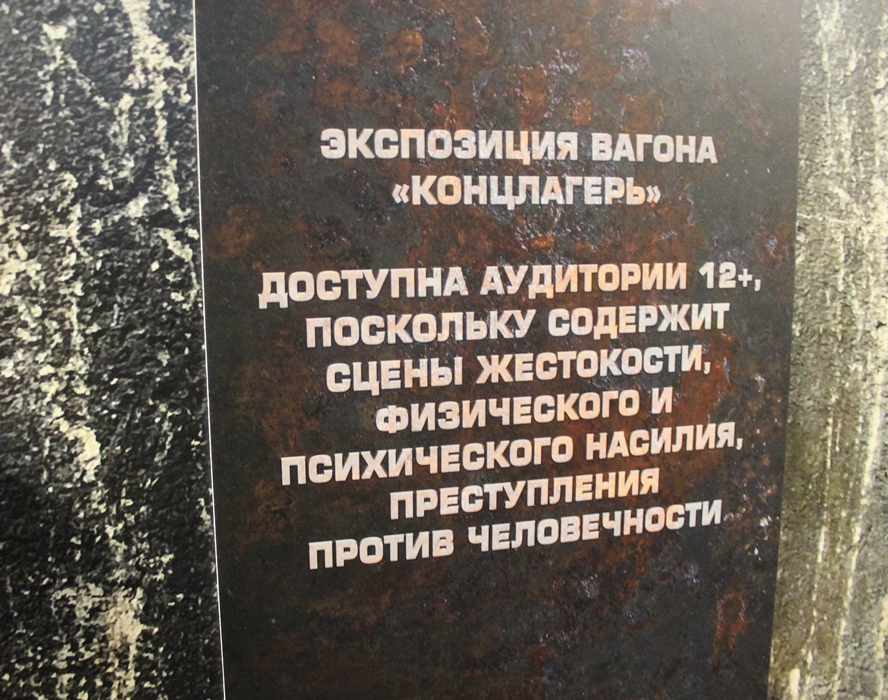 ЭКСПОЗИЦИЯ ВАГОНА
«КОНЦЛАГЕРЬ»
ДОСТУПНА АУДИТОРИИ 12+,
ПОСКОЛЬКУ СОДЕРЖИТ
СЦЕНЫ ЖЕСТОКОСТИ,
ФИЗИЧЕСКОГО И
ПСИХИЧЕСКОГО НАСИЛИЯ,
ПРЕСТУПЛЕНИЯ
ПРОТИВ ЧЕЛОВЕЧНОСТИ